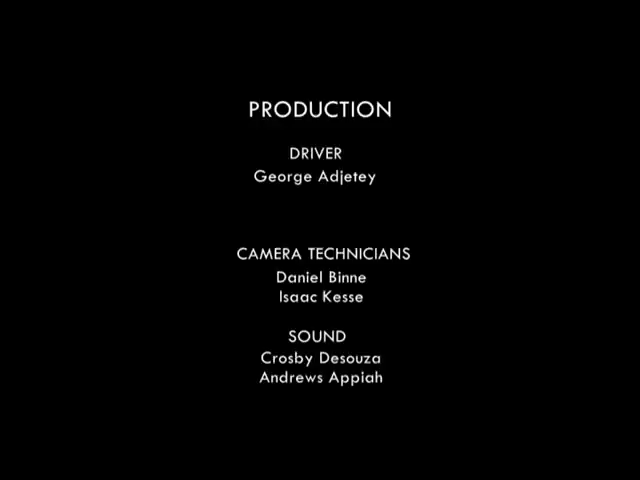 PRODUCTION
DRIVER
George Adjetey
CAMERA TECHNICIANS
Daniel Binne
Isaac Kesse
SOUND
Crosby Desouza
Andrews Appiah